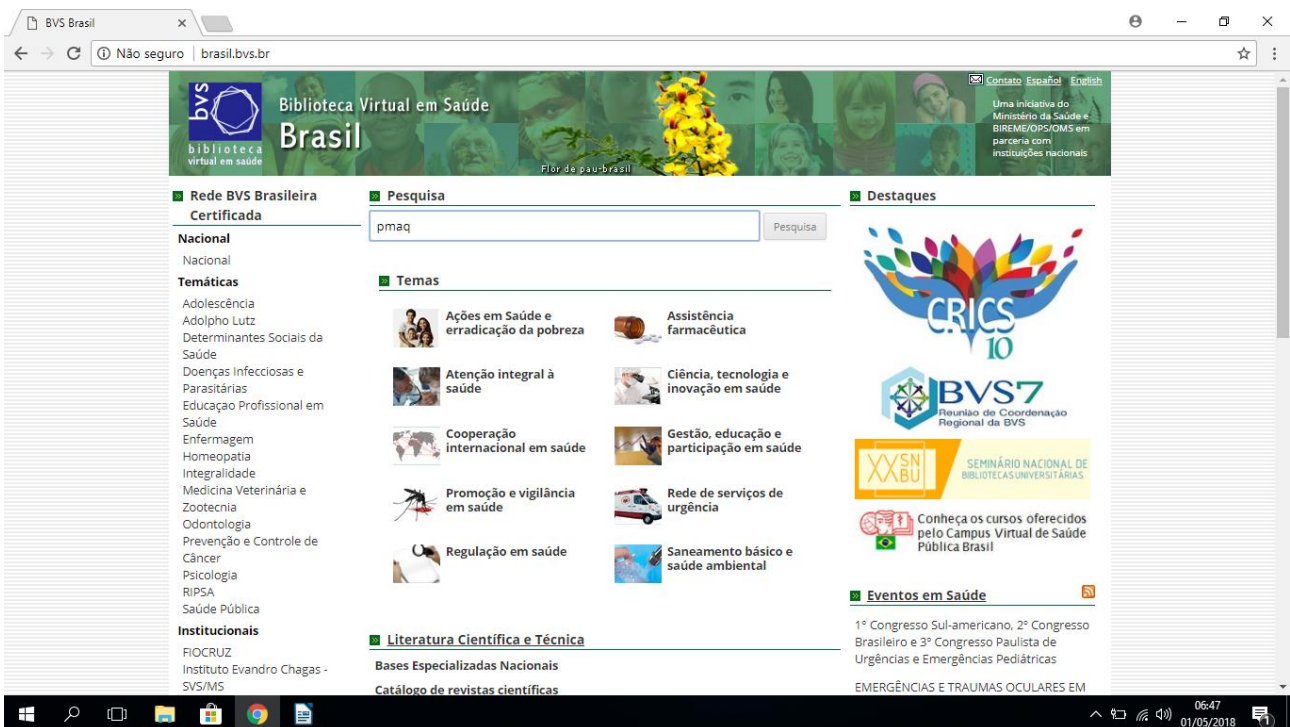 BVS Brasil
Não seguro
brasil.bvs.br
bvs
biblioteca
virtual em saúde
Biblioteca Virtual em Saúde
Brasil
Flor de pau-brasil
Contato Español English
Uma iniciativa do
Ministério da Saúde e
BIREME/OPS/OMS em
parceria com
instituições nacionais
Rede BVS Brasileira
Certificada
Nacional
Nacional
Temáticas
Adolescência
Adolpho Lutz
Determinantes Sociais da
Saúde
Doenças Infecciosas e
Parasitárias
Educaçao Profissional em
Saúde
Enfermagem
Homeopatia
Integralidade
Medicina Veterinária e
Zootecnia
Odontologia
Prevenção e Controle de
Câncer
Psicologia
RIPSA
Saúde Pública
Institucionais
FIOCRUZ
Instituto Evandro Chagas -
SVS/MS
Pesquisa
pmaq
Pesquisa
Temas
Ações em Saúde e
erradicação da pobreza
Assistência
farmacêutica
Atenção integral à
saúde
Ciência, tecnologia e
inovação em saúde
Cooperação
internacional em saúde
Gestão, educação e
participação em saúde
Promoção e vigilância
em saúde
Rede de serviços de
urgência
Regulação em saúde
Saneamento básico e
saúde ambiental
Literatura Científica e Técnica
Bases Especializadas Nacionais
Catálogo de revistas científicas
Destaques
CRICS
10
BVS7
Reunião de Coordenação
Regional da BVS
XXSN
BU
SEMINÁRIO NACIONAL DE
BIBLIOTECAS UNIVERSITÁRIAS
Conheça os cursos oferecidos
pelo Campus Virtual de Saúde
Pública Brasil
Eventos em Saúde
1º Congresso Sul-americano, 2º Congresso
Brasileiro e 3º Congresso Paulista de
Urgências e Emergências Pediátricas
EMERGÊNCIAS E TRAUMAS OCULARES EM
06:47
01/05/2018
1